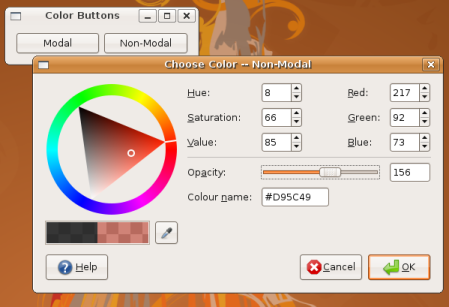 Color Buttons
Modal Non-Modal
Choose Color -- Non-Modal
Hue: 8 Red: 217
Saturation: 66 Green: 92
Value: 85 Blue: 73
Opacity: 156
Colour name: #D95C49
Help Cancel OK